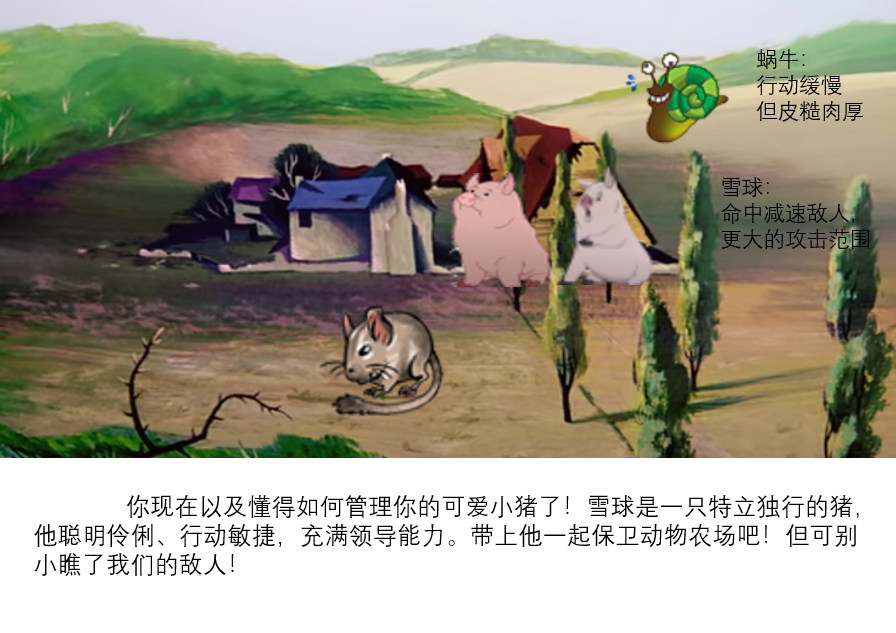 蜗牛:
行动缓慢
但皮糙肉厚
雪球:
命中减速敌人,
更大的攻击范围
你现在以及懂得如何管理你的可爱小猪了! 雪球是一只特立独行的猪,
他聪明伶俐、行动敏捷, 充满领导能力。带上他一起保卫动物农场吧! 但可别
小瞧了我们的敌人!